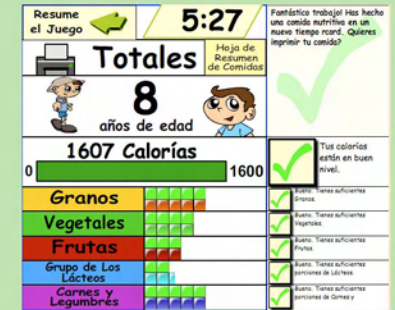 Resume
el Juego
5:27
Fantástico trabajo! Has hecho
una comida nutritiva en un
nuevo tiempo rcord. Quieres
imprimir tu comida?
Totales
Hoja de
Resumen
de Comidas
8
años de edad
1607 Calorías
0
1600
Tus calorías
están en buen
nivel.
Granos
Bueno. Tienes suficientes
Granos.
Vegetales
Bueno. Tienes suficientes
Vegetales.
Frutas
Bueno. Tienes suficientes
Frutas.
Grupo de Los
Lácteos
Bueno. Tienes suficientes
porciones de Lácteos.
Carnes y
Legumbres
Bueno. Tienes suficientes
porciones de Carnes y